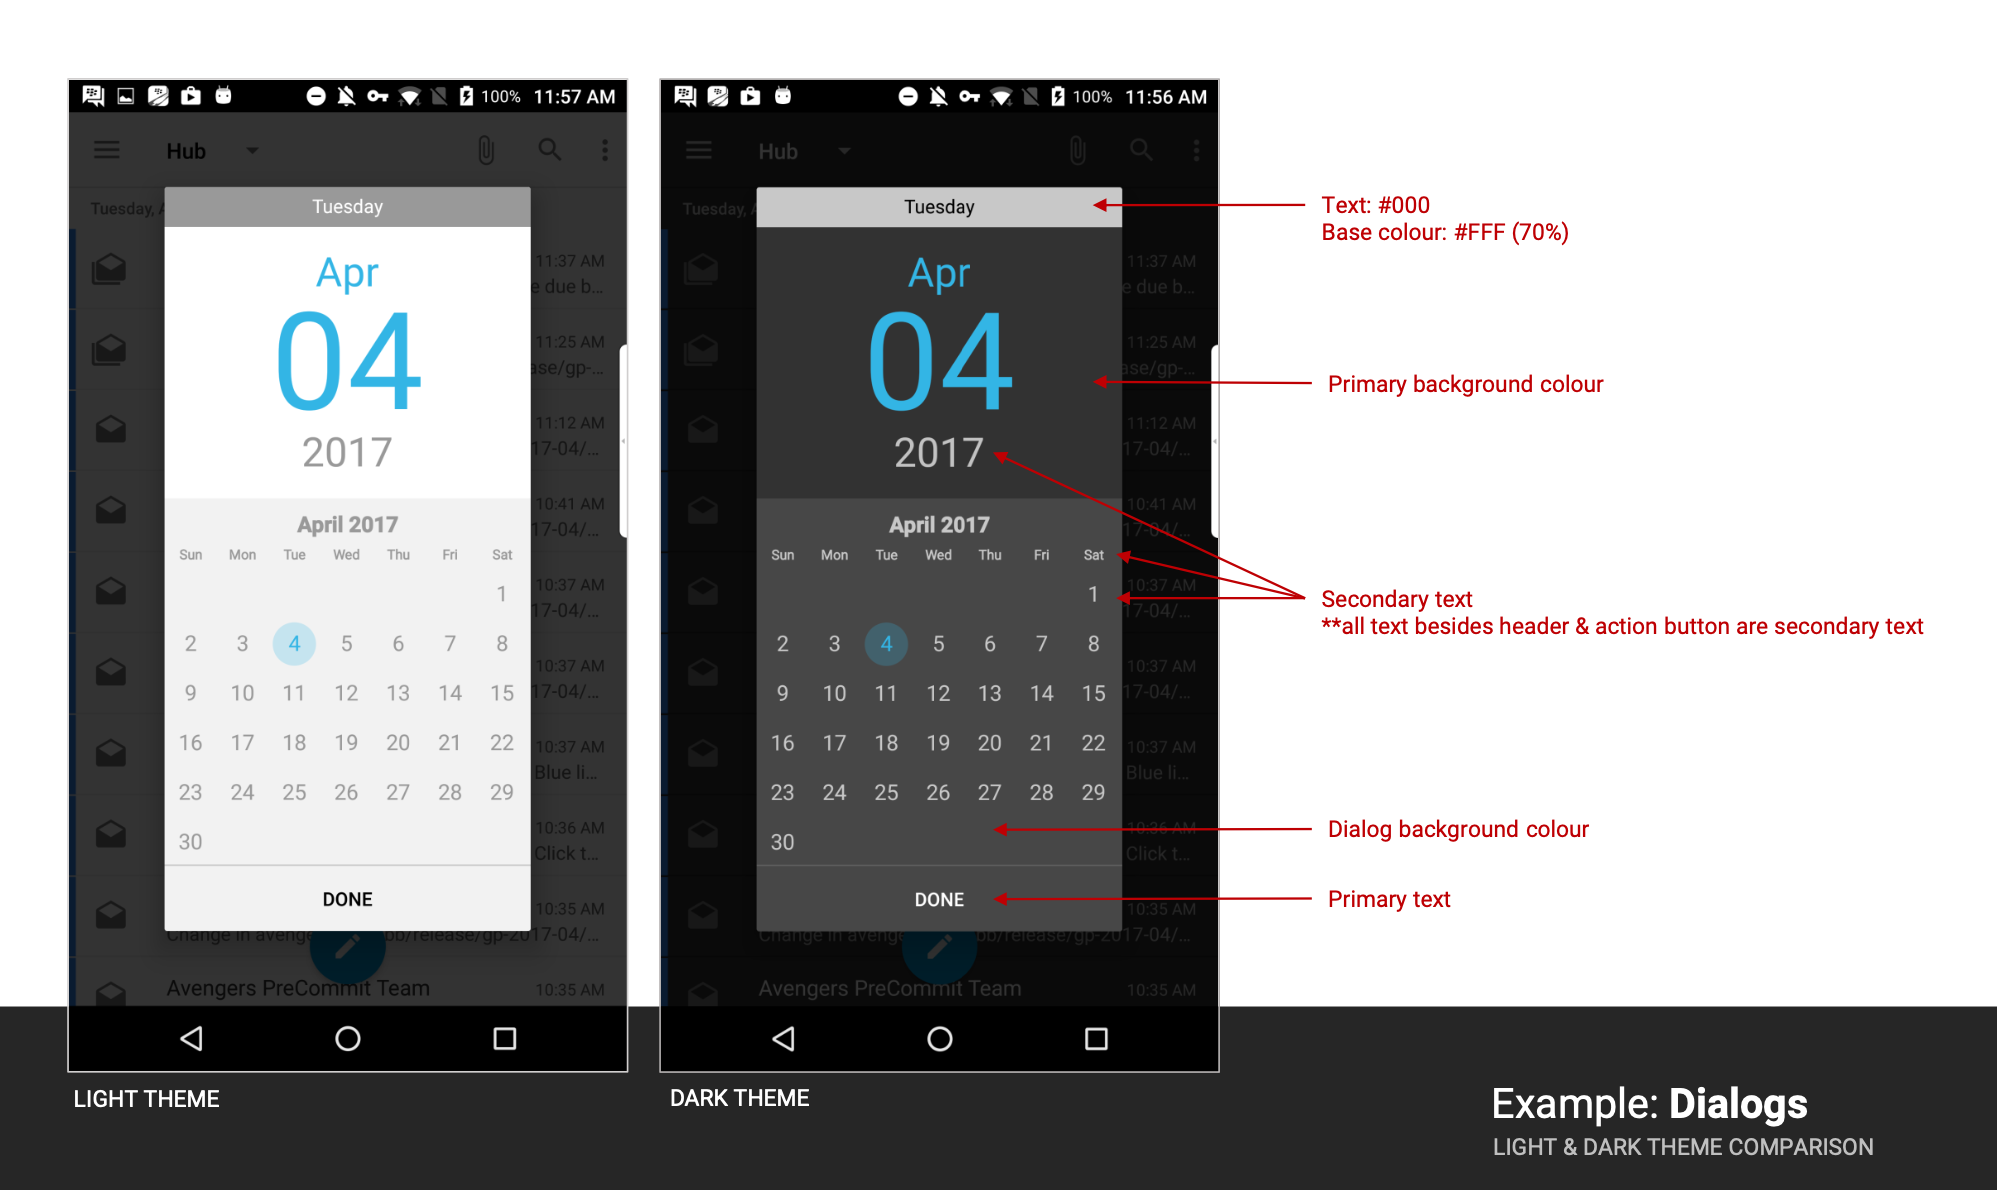 100% 11:57 AM
Hub
Tuesday, A
Tuesday
Apr
04
2017
April 2017
Sun Mon Tue Wed Thu Fri Sat
1
2 3 4 5 6 7 8
9 10 11 12 13 14 15
16 17 18 19 20 21 22
23 24 25 26 27 28 29
30
DONE
11:37 AM
e due b...
11:25 AM
ase/gp-...
11:12 AM
17-04/...
10:41 AM
17-04/...
10:37 AM
17-04/...
10:37 AM
17-04/...
10:37 AM
Blue li...
10:36 AM
Click t...
10:35 AM
Change in avenge bb/release/gp-2017-04/...
Avengers PreCommit Team 10:35 AM
LIGHT THEME
100% 11:56 AM
Hub
Tuesday, A
Tuesday
Apr
04
2017
April 2017
Sun Mon Tue Wed Thu Fri Sat
1
2 3 4 5 6 7 8
9 10 11 12 13 14 15
16 17 18 19 20 21 22
23 24 25 26 27 28 29
30
DONE
11:37 AM
e due b...
11:25 AM
ase/gp-...
11:12 AM
17-04/...
10:41 AM
17-04/...
10:37 AM
17-04/...
10:37 AM
17-04/...
10:37 AM
Blue li...
10:36 AM
Click t...
10:35 AM
Change in avenge bb/release/gp-2017-04/...
Avengers PreCommit Team 10:35 AM
DARK THEME
Text: #000
Base colour: #FFF (70%)
Primary background colour
Secondary text
**all text besides header & action button are secondary text
Dialog background colour
Primary text
Example: Dialogs
LIGHT & DARK THEME COMPARISON